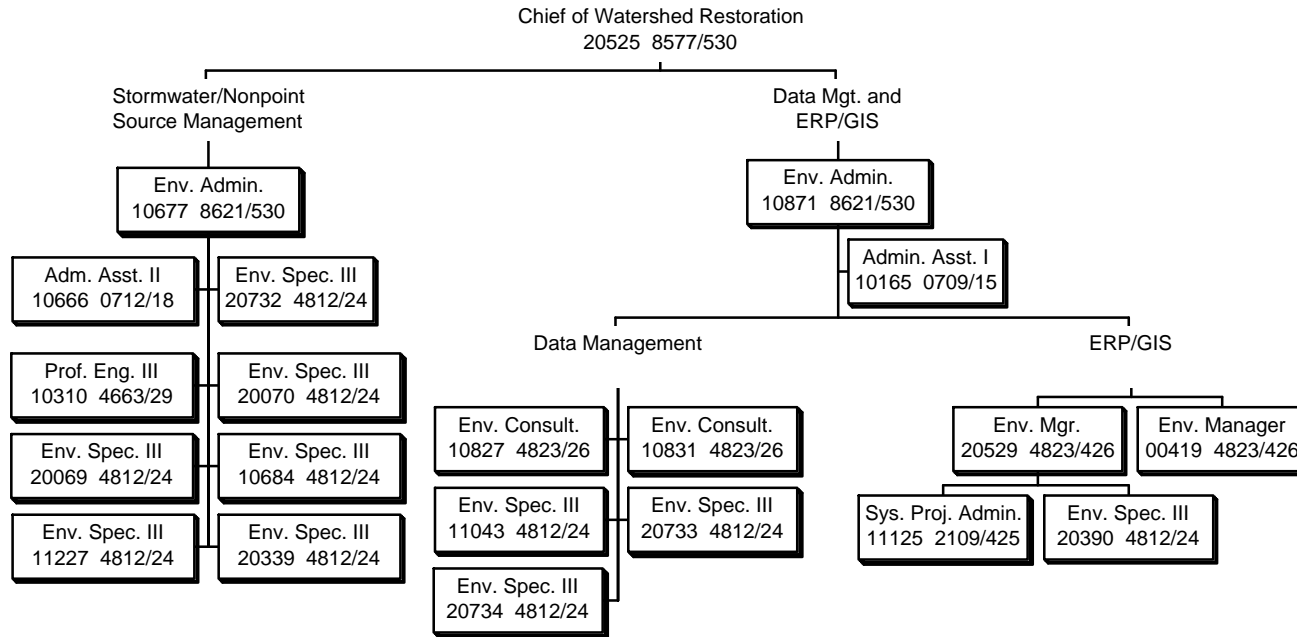 Chief of Watershed Restoration
20525 8577/530
Stormwater/Nonpoint
Source Management
Env. Admin.
10677 8621/530
Adm. Asst. II
10666 0712/18
Env. Spec. III
20732 4812/24
Prof. Eng. III
10310 4663/29
Env. Spec. III
20070 4812/24
Env. Spec. III
20069 4812/24
Env. Spec. III
10684 4812/24
Env. Spec. III
11227 4812/24
Env. Spec. III
20339 4812/24
Data Mgt. and
ERP/GIS
Env. Admin.
10871 8621/530
Admin. Asst. I
10165 0709/15
Data Management
Env. Consult.
10827 4823/26
Env. Consult.
10831 4823/26
Env. Spec. III
11043 4812/24
Env. Spec. III
20733 4812/24
Env. Spec. III
20734 4812/24
ERP/GIS
Env. Mgr.
20529 4823/426
Env. Manager
00419 4823/426
Sys. Proj. Admin.
11125 2109/425
Env. Spec. III
20390 4812/24